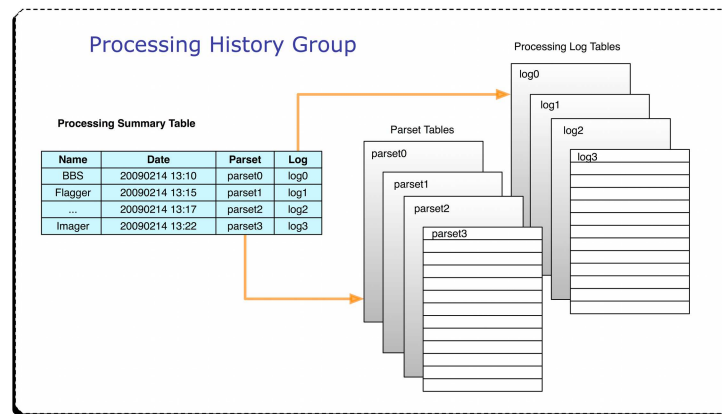 Processing History Group
Processing Log Tables
log0
log1
log2
log3
Processing Summary Table
Name Date Parset Log
BBS 20090214 13:10 parset0 log0
Flagger 20090214 13:15 parset1 log1
... 20090214 13:17 parset2 log2
Imager 20090214 13:22 parset3 log3
Parset Tables
parset0
parset1
parset2
parset3